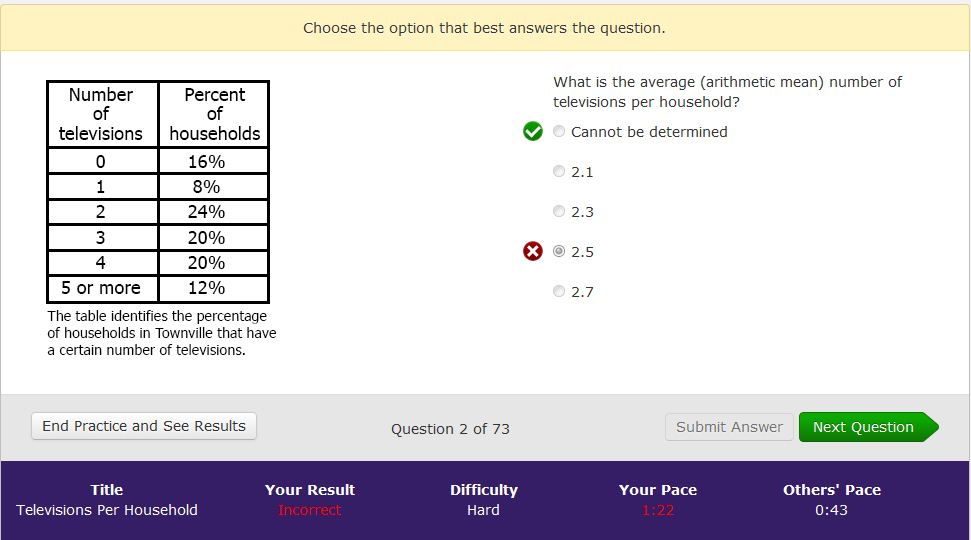 Choose the option that best answers the question.
Number of televisions
Percent of households
0 16%
1 8%
2 24%
3 20%
4 20%
5 or more 12%
The table identifies the percentage
of households in Townville that have
a certain number of televisions.
What is the average (arithmetic mean) number of
televisions per household?
Cannot be determined
2.1
2.3
2.5
2.7
End Practice and See Results
Question 2 of 73
Submit Answer
Next Question
Title Your Result Difficulty Your Pace Others' Pace
Televisions Per Household Incorrect Hard 1:22 0:43